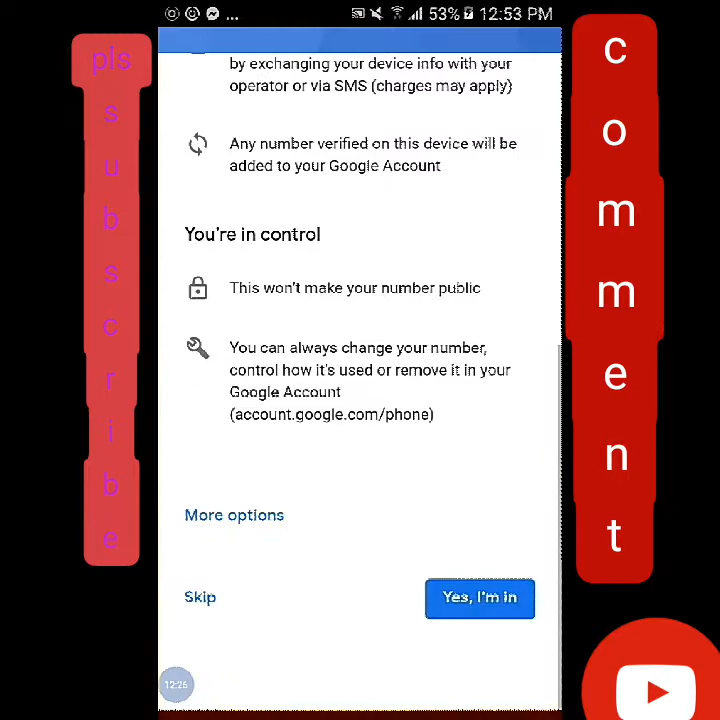 ... 53% 12:53 PM
by exchanging your device info with your
operator or via SMS (charges may apply)
Any number verified on this device will be
added to your Google Account
You're in control
This won't make your number public
You can always change your number,
control how it's used or remove it in your
Google Account
(account.google.com/phone)
More options
Skip
Yes, I'm in
pls
s
u
b
s
c
r
i
b
e
c
o
m
m
e
n
t